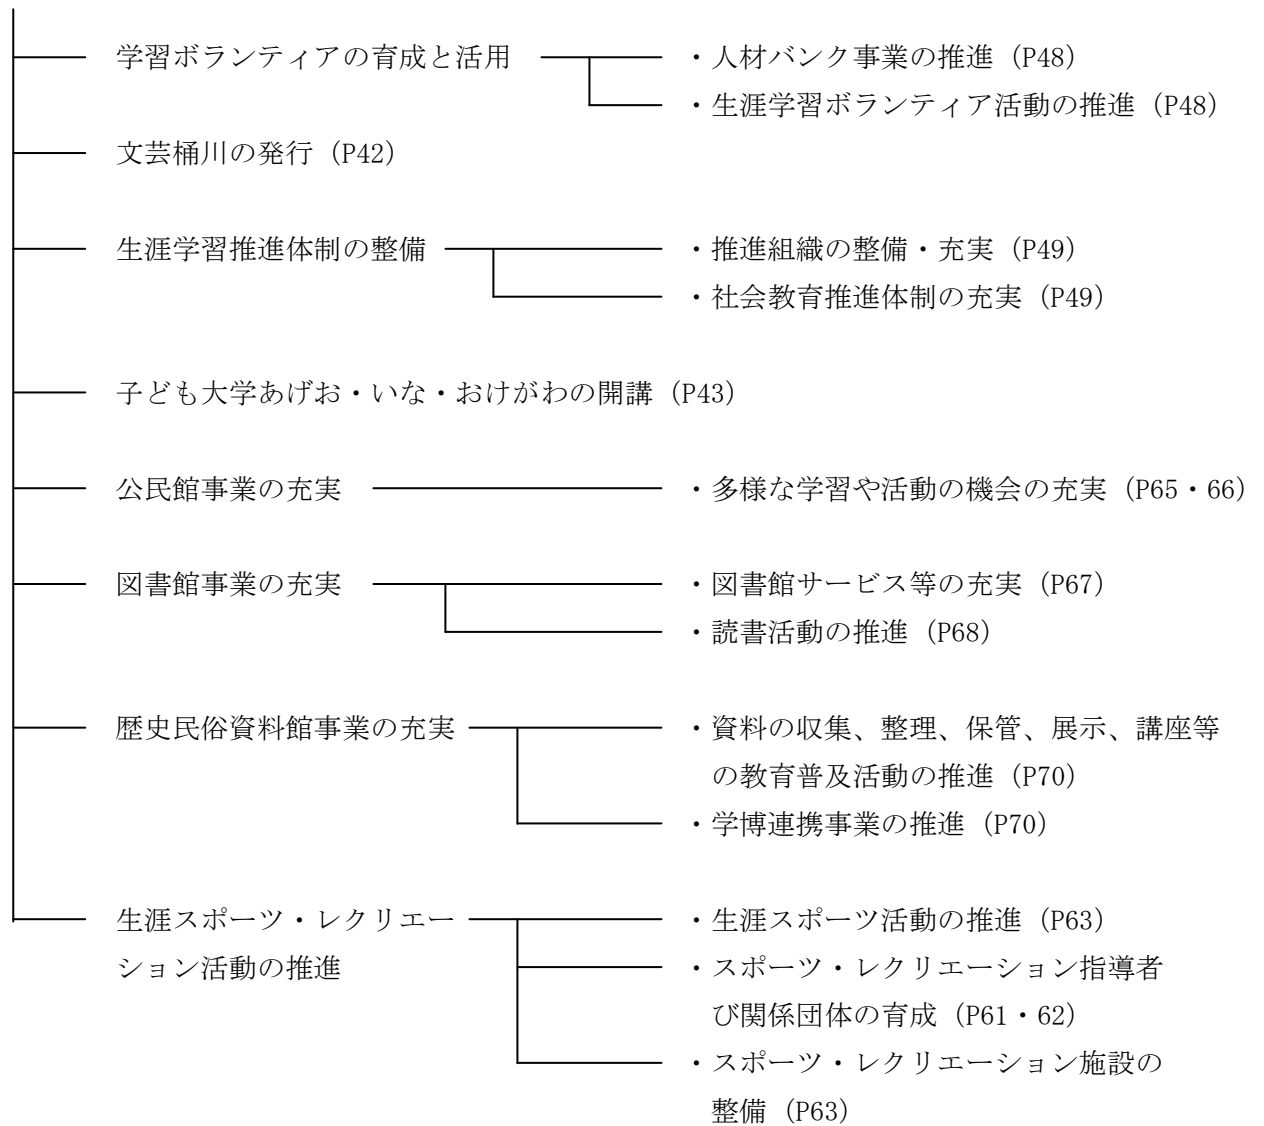 学習ボランティアの育成と活用 ・人材バンク事業の推進（P48）
・生涯学習ボランティア活動の推進（P48）
文芸桶川の発行（P42）
生涯学習推進体制の整備 ・推進組織の整備・充実（P49）
・社会教育推進体制の充実（P49）
子ども大学あげお・いな・おけがわの開講（P43）
公民館事業の充実 ・多様な学習や活動の機会の充実（P65・66）
図書館事業の充実 ・図書館サービス等の充実（P67）
・読書活動の推進（P68）
歴史民俗資料館事業の充実 ・資料の収集、整理、保管、展示、講座等
の教育普及活動の推進（P70）
・学博連携事業の推進（P70）
生涯スポーツ・レクリエー ・生涯スポーツ活動の推進（P63）
ション活動の推進 ・スポーツ・レクリエーション指導者
び関係団体の育成（P61・62）
・スポーツ・レクリエーション施設の
整備（P63）